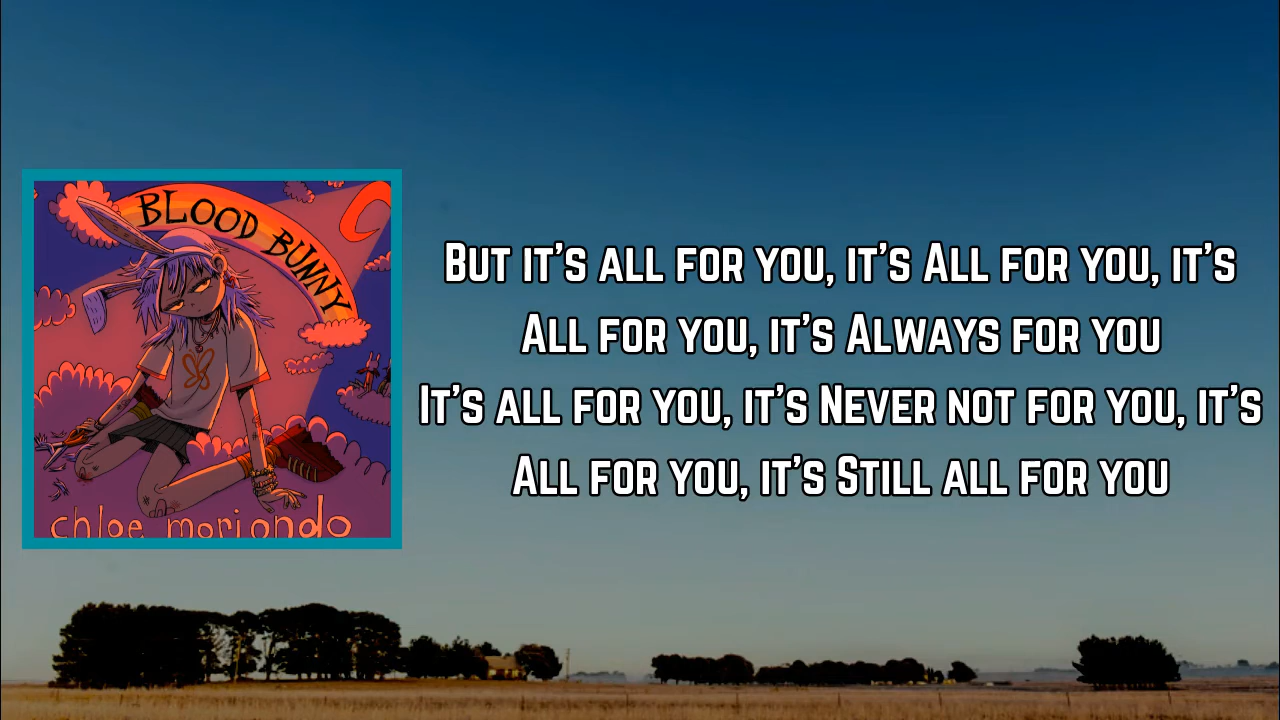 BLOOD BUNNY
chloe moriondo
But it's all for you, it's All for you, it's
All for you, it's Always for you
It's all for you, it's Never not for you, it's
All for you, it's Still all for you